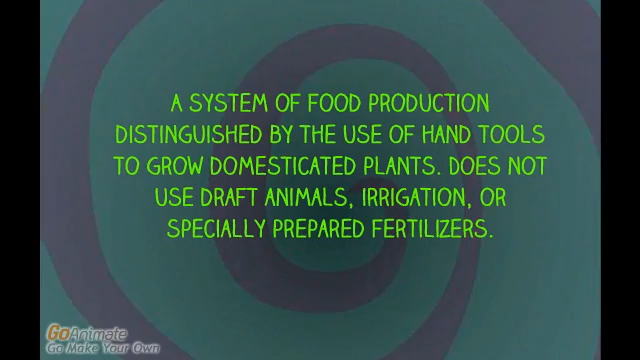 A SYSTEM OF FOOD PRODUCTION
DISTINGUISHED BY THE USE OF HAND TOOLS
TO GROW DOMESTICATED PLANTS. DOES NOT
USE DRAFT ANIMALS, IRRIGATION, OR
SPECIALLY PREPARED FERTILIZERS.
GoAnimate
Go Make Your Own